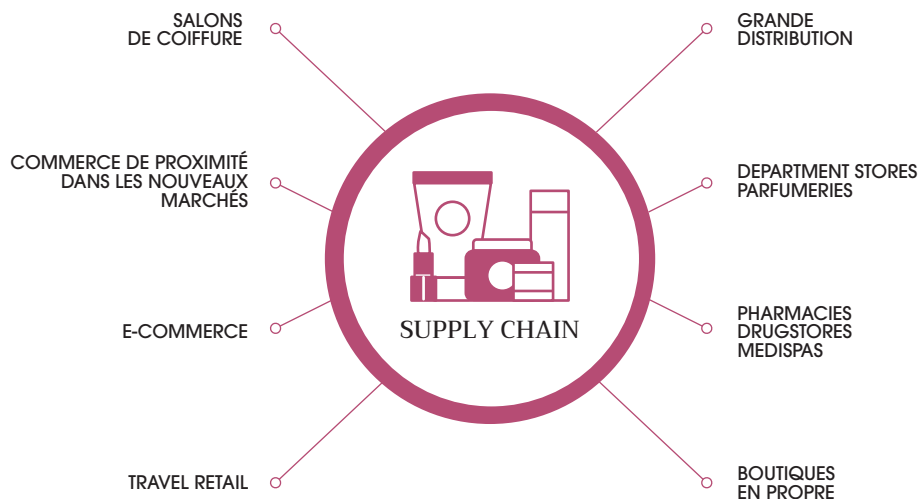 SALONS
DE COIFFURE
GRANDE
DISTRIBUTION
COMMERCE DE PROXIMITÉ
DANS LES NOUVEAUX
MARCHÉS
DEPARTMENT STORES
PARFUMERIES
E-COMMERCE
PHARMACIES
DRUGSTORES
MEDISPAS
SUPPLY CHAIN
TRAVEL RETAIL
BOUTIQUES
EN PROPRE